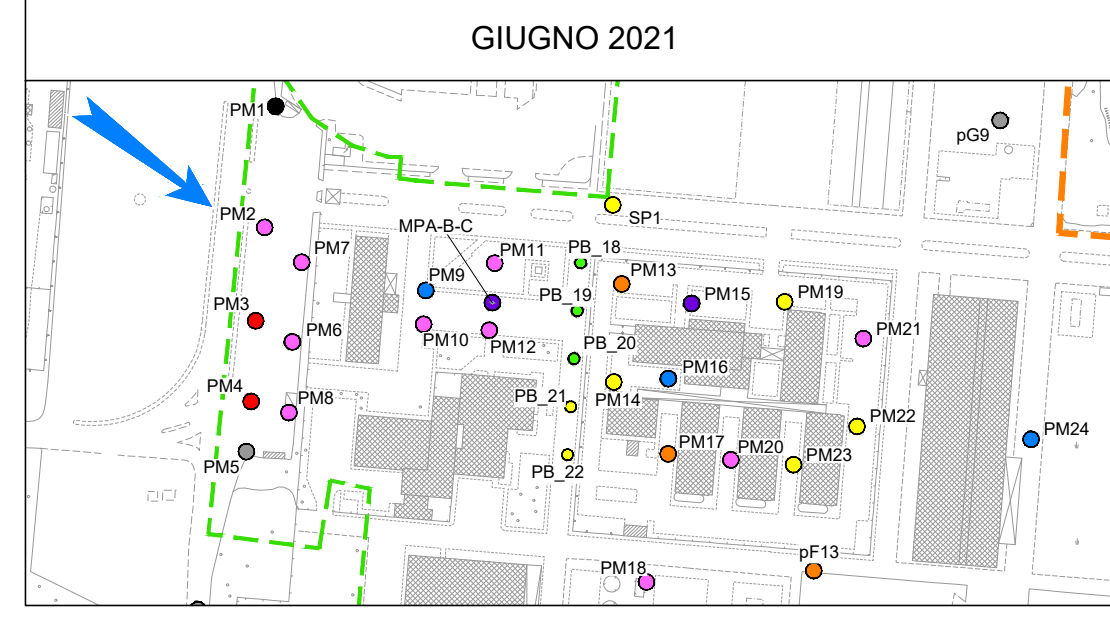 GIUGNO 2021
PM1
pG9
PM2
SP1
MPA-B-C
PM7
PM11
PB_18
PM13
PM9
PB_19
PM15
PM19
PM3
PM6
PM10
PM12
PB_20
PM21
PM16
PM4
PM8
PB_21
PM14
PM22
PM24
PM5
PB_22
PM17
PM20
PM23
pF13
PM18